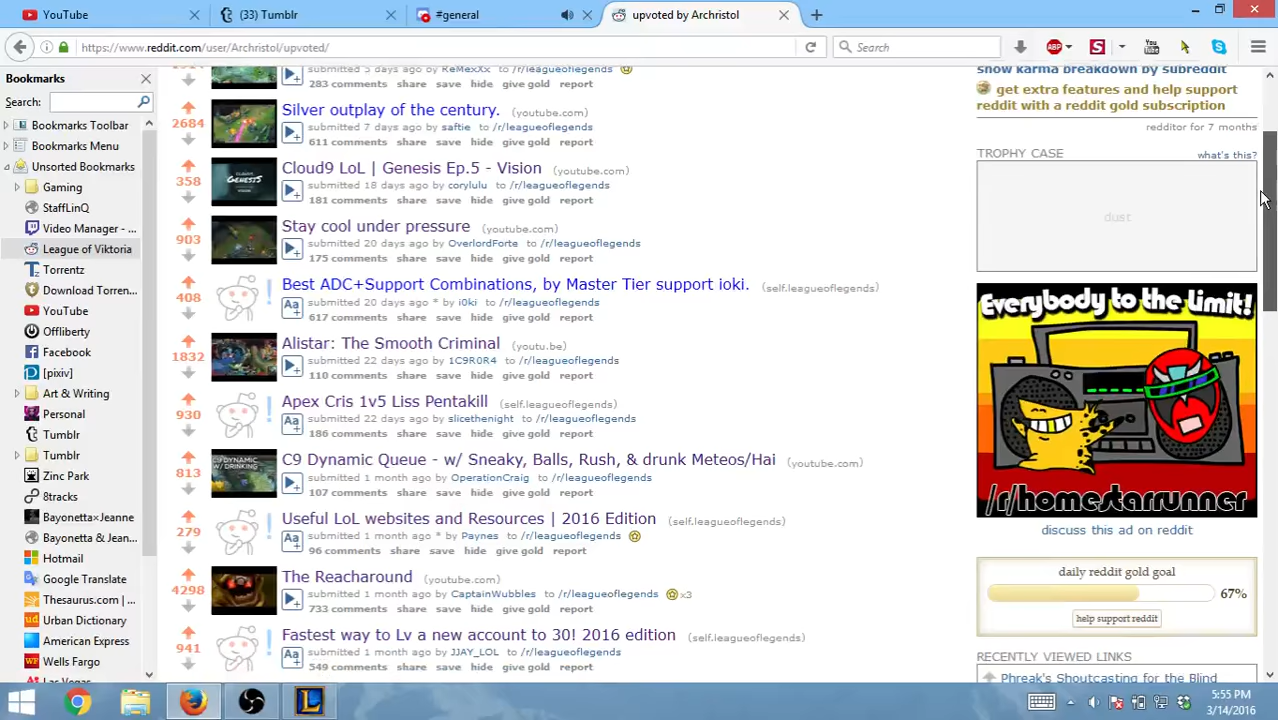 YouTube
(33) Tumblr
#general
upvoted by Archristol
https://www.reddit.com/user/Archristol/upvoted/
Search
ABP
S
You
Bookmarks
Search:
Bookmarks Toolbar
Bookmarks Menu
Unsorted Bookmarks
Gaming
StaffLinQ
Video Manager - ...
League of Viktoria
Torrentz
Download Torren...
YouTube
Offliberty
Facebook
[pixiv]
Art & Writing
Personal
Tumblr
Tumblr
Zinc Park
8tracks
Bayonetta×Jeanne
Bayonetta & Jean...
Hotmail
Google Translate
Thesaurus.com | ...
Urban Dictionary
American Express
Wells Fargo
submitted 5 days ago by ReMexXx to /r/leagueoflegends
283 comments share save hide give gold report
Silver outplay of the century. (youtube.com)
2684
submitted 7 days ago by saftie to /r/leagueoflegends
611 comments share save hide give gold report
Cloud9 LoL | Genesis Ep.5 - Vision (youtube.com)
358
submitted 18 days ago by corylulu to /r/leagueoflegends
181 comments share save hide give gold report
Stay cool under pressure (youtube.com)
903
submitted 20 days ago by OverlordForte to /r/leagueoflegends
175 comments share save hide give gold report
Best ADC+Support Combinations, by Master Tier support ioki. (self.leagueoflegends)
408
submitted 20 days ago * by i0ki to /r/leagueoflegends
617 comments share save hide give gold report
Alistar: The Smooth Criminal (youtu.be)
1832
submitted 22 days ago by 1C9R0R4 to /r/leagueoflegends
110 comments share save hide give gold report
Apex Cris 1v5 Liss Pentakill (self.leagueoflegends)
930
submitted 22 days ago by slicethenight to /r/leagueoflegends
186 comments share save hide give gold report
C9 Dynamic Queue - w/ Sneaky, Balls, Rush, & drunk Meteos/Hai (youtube.com)
813
submitted 1 month ago by OperationCraig to /r/leagueoflegends
107 comments share save hide give gold report
Useful LoL websites and Resources | 2016 Edition (self.leagueoflegends)
279
submitted 1 month ago * by Paynes to /r/leagueoflegends
96 comments share save hide give gold report
The Reacharound (youtube.com)
4298
submitted 1 month ago by CaptainWubbles to /r/leagueoflegends x3
733 comments share save hide give gold report
Fastest way to Lv a new account to 30! 2016 edition (self.leagueoflegends)
941
submitted 1 month ago by JJAY_LOL to /r/leagueoflegends
549 comments share save hide give gold report
show karma breakdown by subreddit
get extra features and help support
reddit with a reddit gold subscription
redditor for 7 months
TROPHY CASE what's this?
dust
Everybody to the limit!
/r/homestarrunner
discuss this ad on reddit
daily reddit gold goal
67%
help support reddit
RECENTLY VIEWED LINKS
Phreak's Shoutcasting for the Blind
5:55 PM
3/14/2016